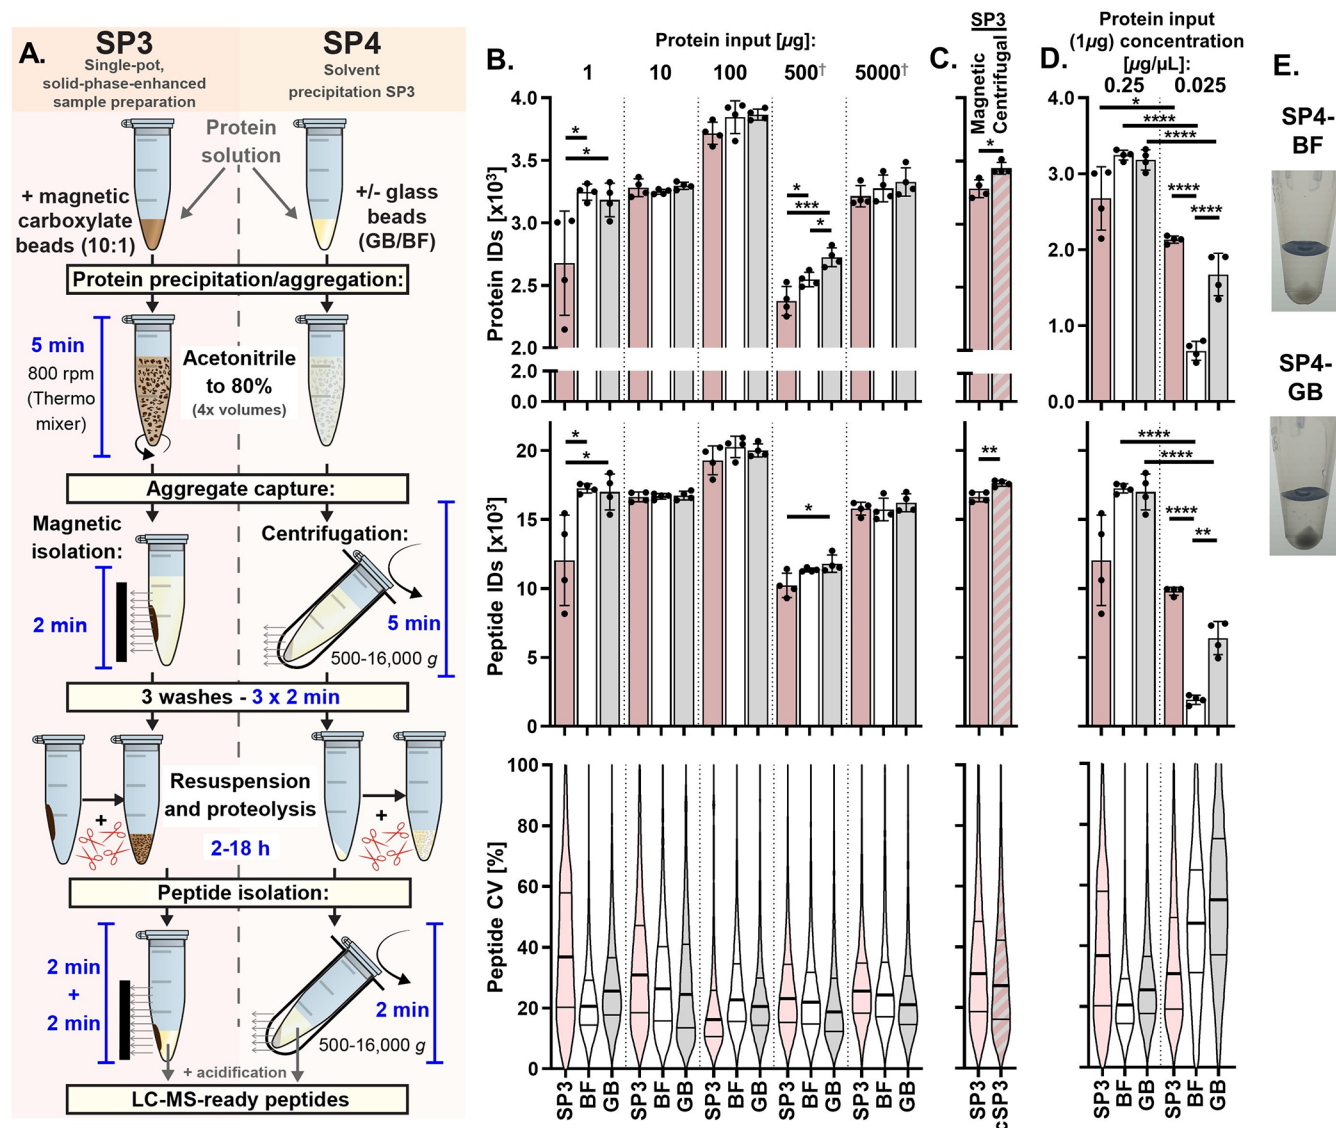 A.
SP3
Single-pot,
solid-phase-enhanced
sample preparation
SP4
Solvent
precipitation SP3
Protein
solution
+ magnetic
carboxylate
beads (10:1)
+/- glass
beads
(GB/BF)
Protein precipitation/aggregation:
5 min
800 rpm
(Thermo
mixer)
Acetonitrile
to 80%
(4x volumes)
Aggregate capture:
Magnetic
isolation:
2 min
Centrifugation:
5 min
500-16,000 g
3 washes - 3 x 2 min
Resuspension
and proteolysis
2-18 h
+
+
Peptide isolation:
2 min
+
2 min
2 min
500-16,000 g
+ acidification
LC-MS-ready peptides
B.
Protein input [µg]:
1 10 100 500† 5000†
Protein IDs [x10³]
4.0
3.5
3.0
2.5
2.0
2.0
0.0
*
*
*
***
*
Peptide IDs [x10³]
20
15
10
5
0
*
*
*
Peptide CV [%]
100
80
60
40
20
0
SP3 BF GB SP3 BF GB SP3 BF GB SP3 BF GB SP3 BF GB
C.
SP3
Magnetic
Centrifugal
*
**
SP3
cSP3
D.
Protein input
(1µg) concentration
[µg/µL]:
0.25 0.025
4.0
3.0
2.0
1.0
0.0
*
****
****
****
****
****
****
****
**
SP3 BF GB SP3 BF GB
E.
SP4-
BF
SP4-
GB